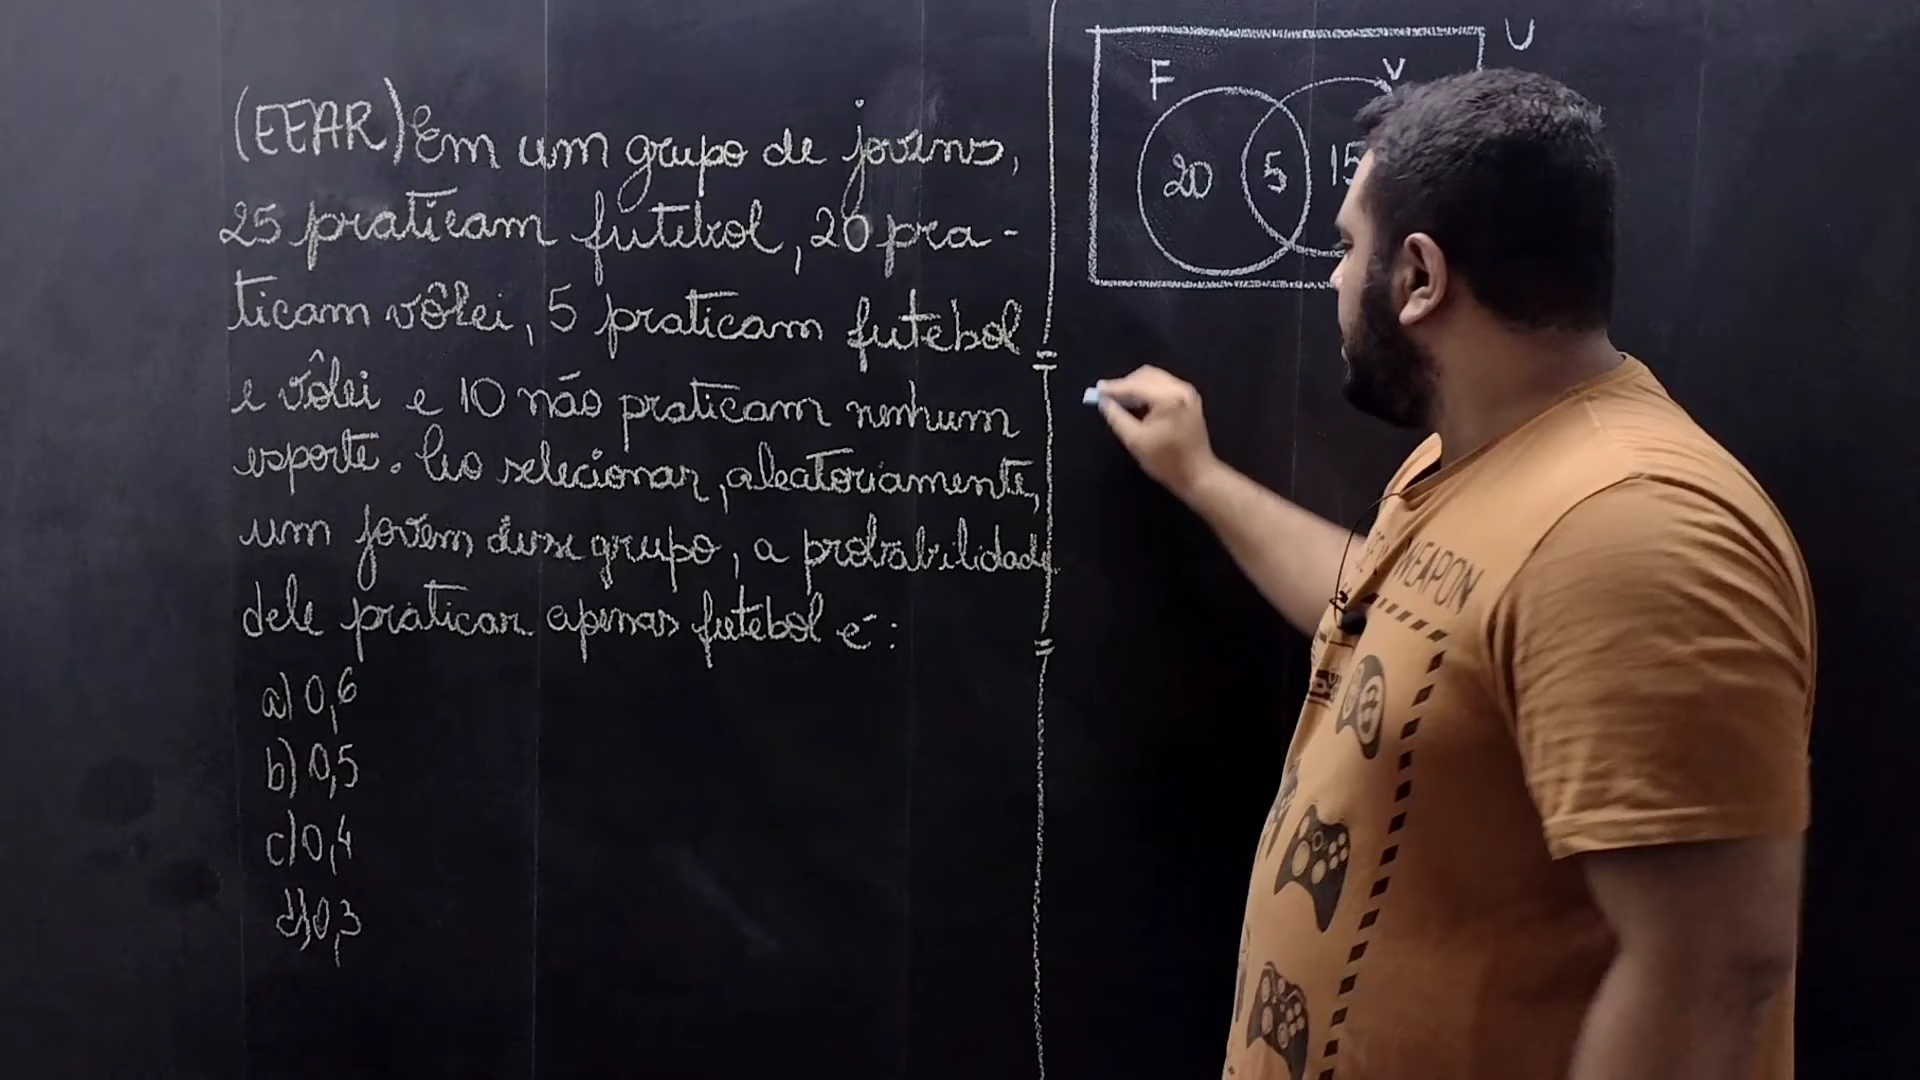 (EEAR) Em um grupo de jovens,
25 praticam futebol, 20 pra-
ticam vôlei, 5 praticam futebol
e vôlei e 10 não praticam nenhum
esporte. Ao selecionar, aleatoriamente,
um jovem desse grupo, a probabilidade
dele praticar apenas futebol é:
a) 0,6
b) 0,5
c) 0,4
d) 0,3
U
F V
20 5 15
WEAPON